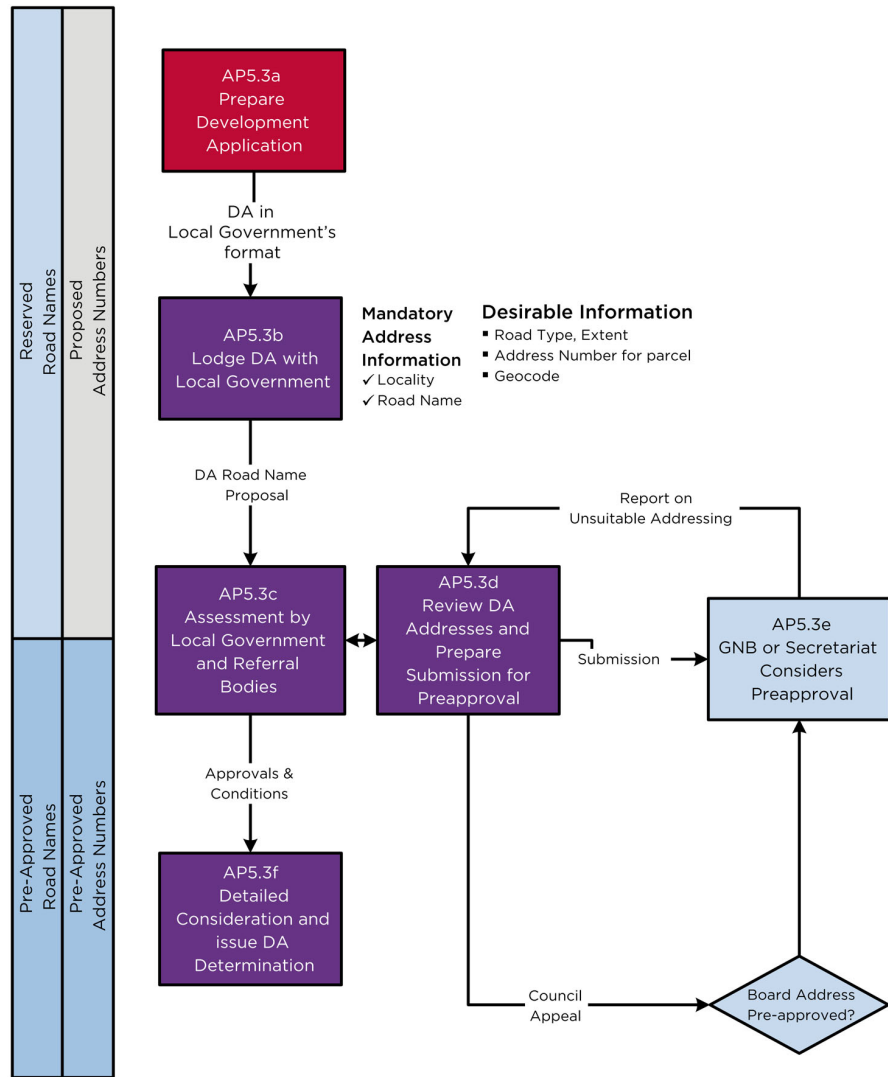 Reserved
Road Names
Proposed
Address Numbers
Pre-Approved
Road Names
Pre-Approved
Address Numbers
AP5.3a
Prepare
Development
Application
DA in
Local Government's
format
AP5.3b
Lodge DA with
Local Government
Mandatory
Address
Information
✓ Locality
✓ Road Name
Desirable Information
▪ Road Type, Extent
▪ Address Number for parcel
▪ Geocode
DA Road Name
Proposal
Report on
Unsuitable Addressing
AP5.3c
Assessment by
Local Government
and Referral
Bodies
AP5.3d
Review DA
Addresses and
Prepare
Submission for
Preapproval
Submission
AP5.3e
GNB or Secretariat
Considers
Preapproval
Approvals &
Conditions
AP5.3f
Detailed
Consideration and
issue DA
Determination
Council
Appeal
Board Address
Pre-approved?